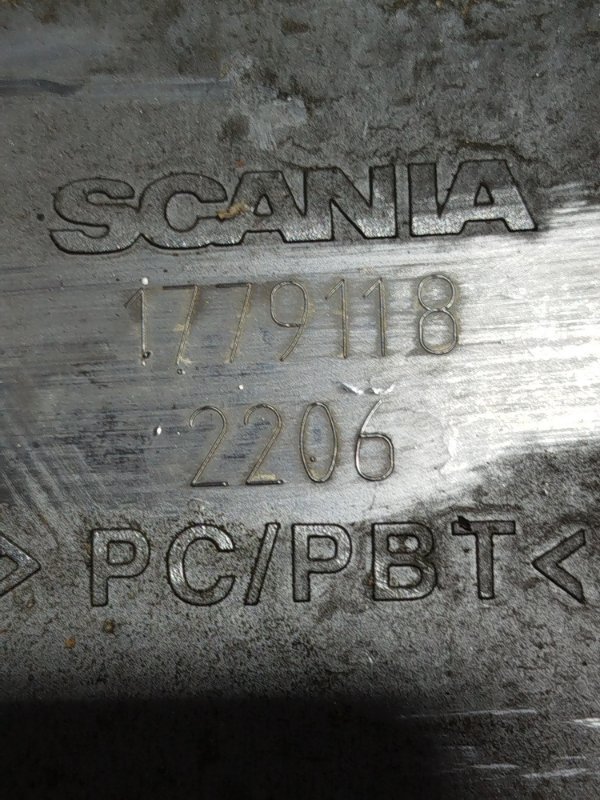 SCANIA
1779118
2206
> PC/PBT <